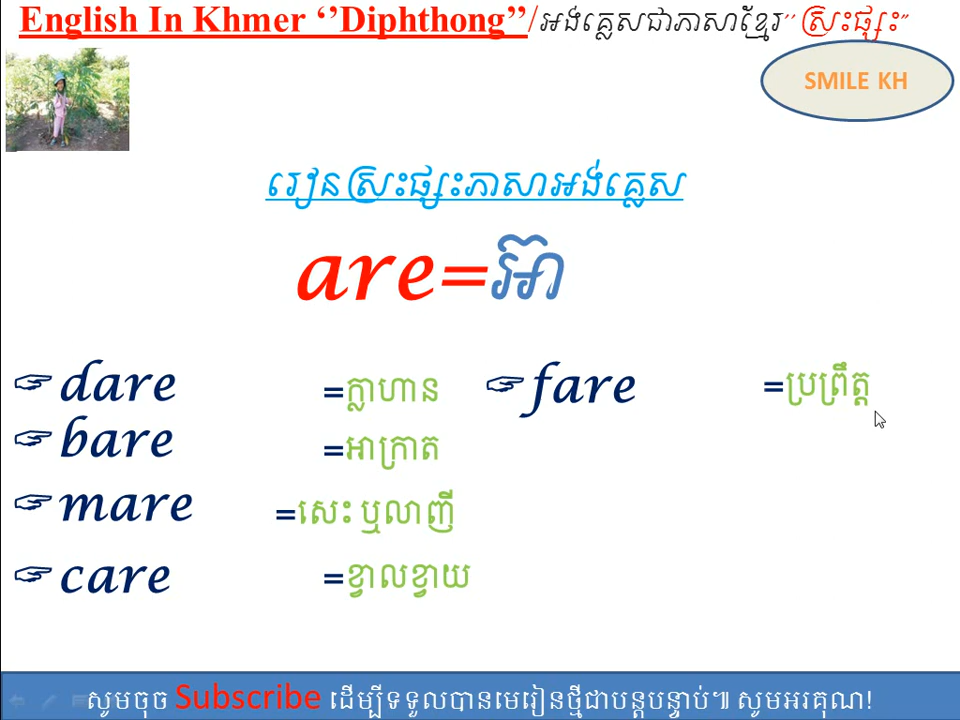 English In Khmer ‘’Diphthong’’/អង់គ្លេសជាភាសាខ្មែរ’’ ស្រះផ្សះ”
SMILE KH
រៀនស្រះផ្សះភាសាអង់គ្លេស
are=អ៊ា
☞dare =ក្លាហាន ☞fare =ប្រព្រឹត្ត
☞bare =អាក្រាត
☞mare =សេះ ឬលាញី
☞care =ខ្វាលខ្វាយ
សូមចុច Subscribe ដើម្បីទទួលបានមេរៀនថ្មីជាបន្តបន្ទាប់៕ សូមអរគុណ!